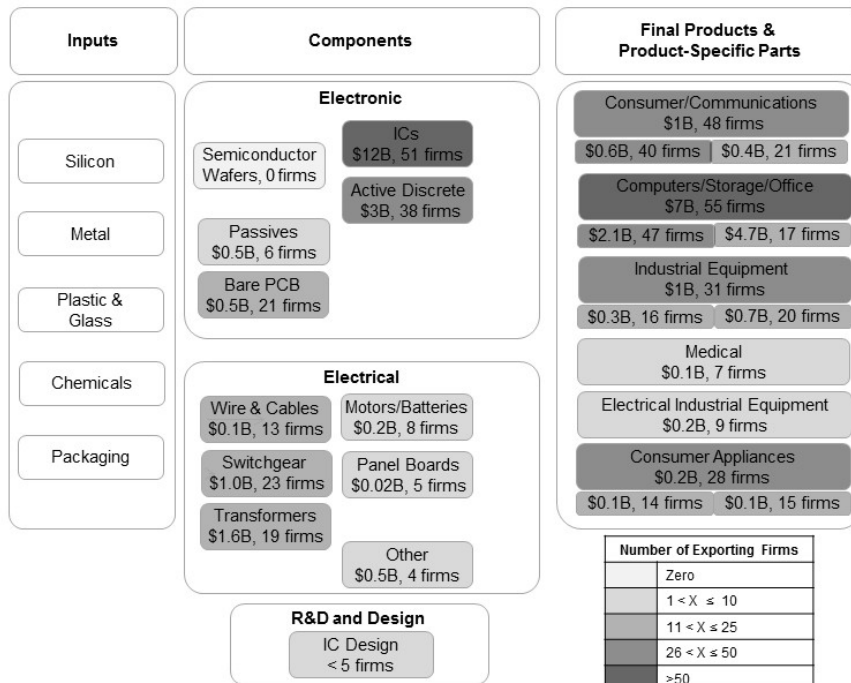 Inputs
Components
Final Products &
Product-Specific Parts
Silicon
Metal
Plastic &
Glass
Chemicals
Packaging
Electronic
Semiconductor
Wafers, 0 firms
ICs
$12B, 51 firms
Active Discrete
$3B, 38 firms
Passives
$0.5B, 6 firms
Bare PCB
$0.5B, 21 firms
Electrical
Wire & Cables
$0.1B, 13 firms
Motors/Batteries
$0.2B, 8 firms
Switchgear
$1.0B, 23 firms
Panel Boards
$0.02B, 5 firms
Transformers
$1.6B, 19 firms
Other
$0.5B, 4 firms
R&D and Design
IC Design
< 5 firms
Consumer/Communications
$1B, 48 firms
$0.6B, 40 firms $0.4B, 21 firms
Computers/Storage/Office
$7B, 55 firms
$2.1B, 47 firms $4.7B, 17 firms
Industrial Equipment
$1B, 31 firms
$0.3B, 16 firms $0.7B, 20 firms
Medical
$0.1B, 7 firms
Electrical Industrial Equipment
$0.2B, 9 firms
Consumer Appliances
$0.2B, 28 firms
$0.1B, 14 firms $0.1B, 15 firms
Number of Exporting Firms
Zero
1 < X ≤ 10
11 < X ≤ 25
26 < X ≤ 50
>50